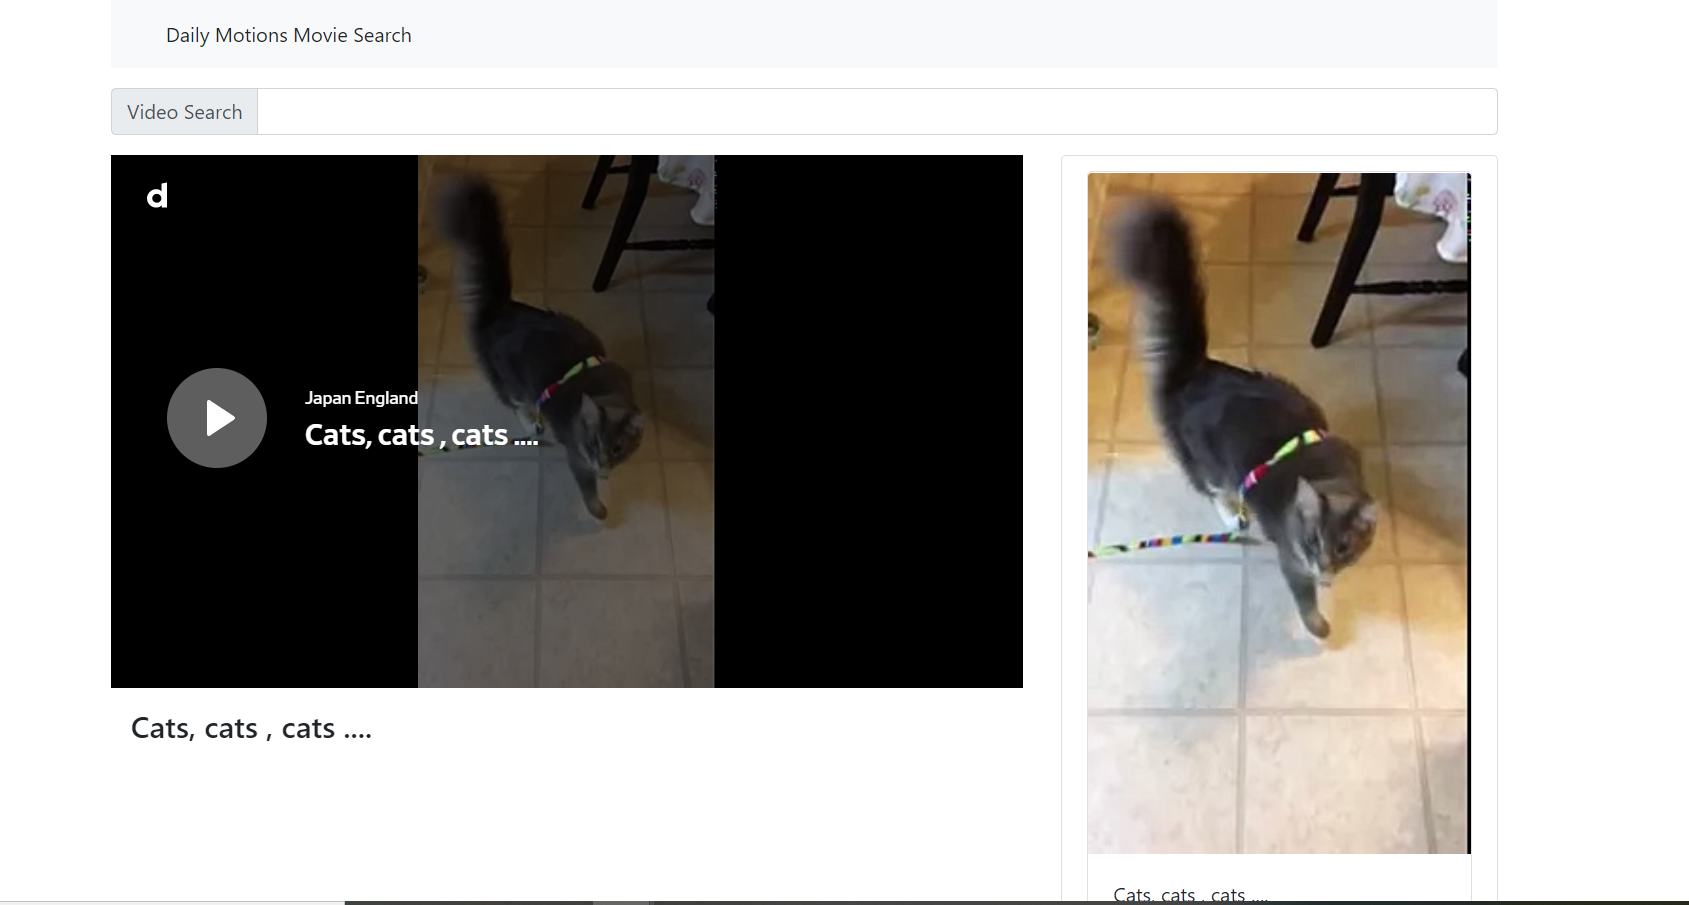 Daily Motions Movie Search
Video Search
d
Japan England
Cats, cats , cats ....
Cats, cats , cats ....
Cats, cats , cats ....